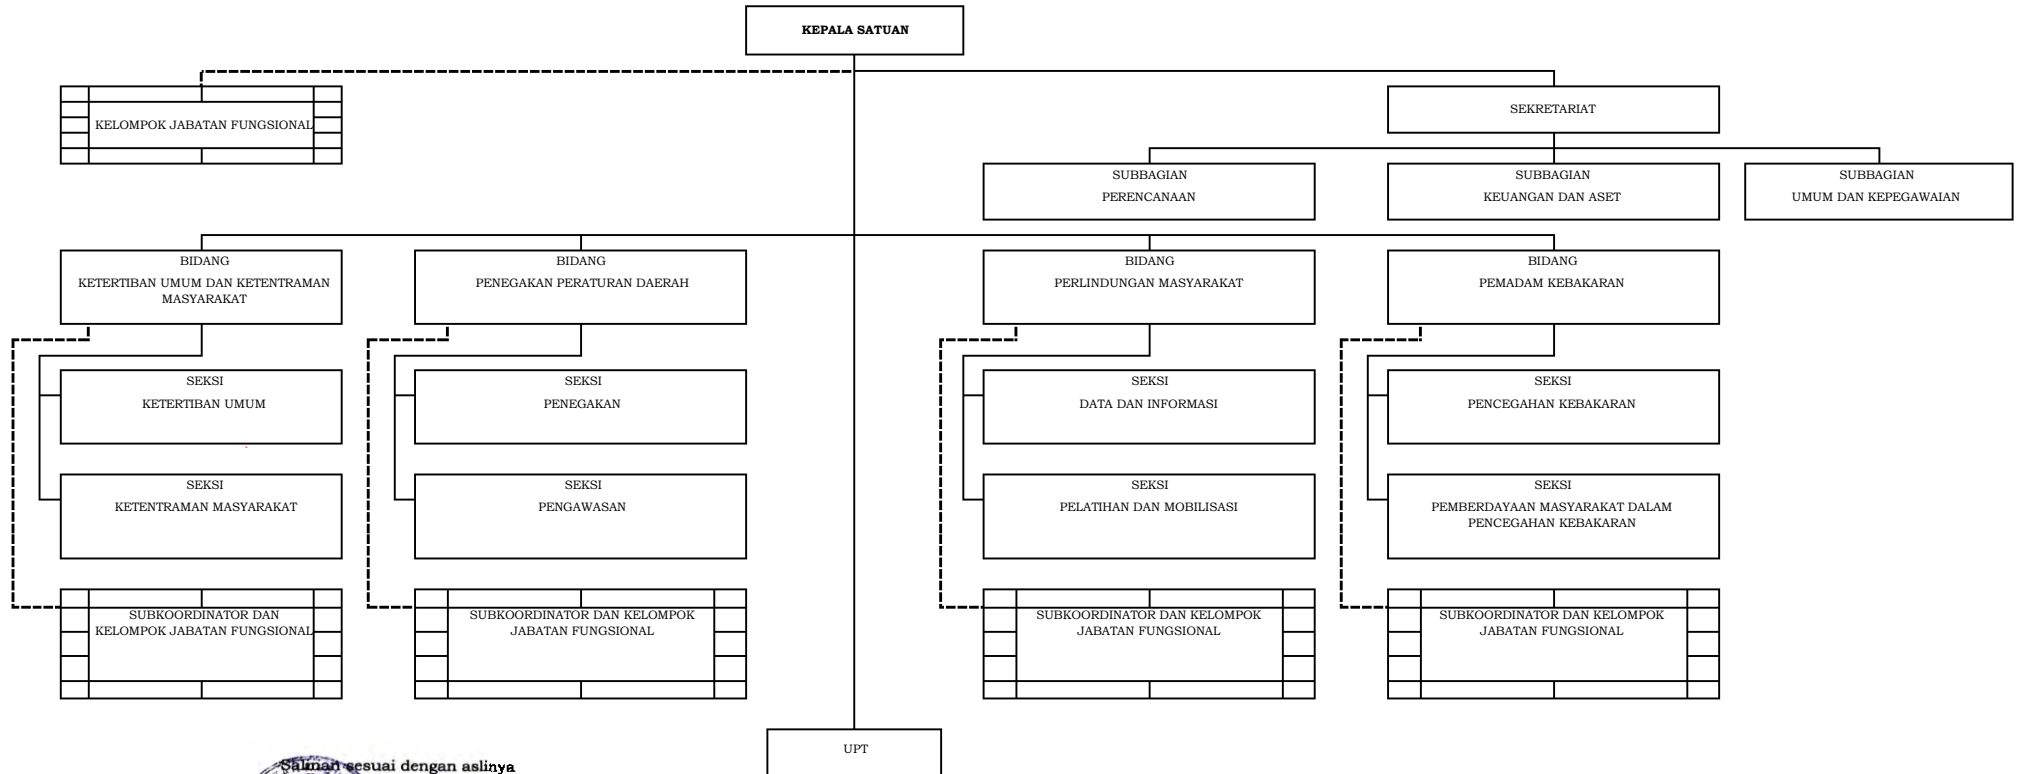 KEPALA SATUAN
KELOMPOK JABATAN FUNGSIONAL
SEKRETARIAT
SUBBAGIAN
PERENCANAAN
SUBBAGIAN
KEUANGAN DAN ASET
SUBBAGIAN
UMUM DAN KEPEGAWAIAN
BIDANG
KETERTIBAN UMUM DAN KETENTRAMAN
MASYARAKAT
BIDANG
PENEGAKAN PERATURAN DAERAH
BIDANG
PERLINDUNGAN MASYARAKAT
BIDANG
PEMADAM KEBAKARAN
SEKSI
KETERTIBAN UMUM
SEKSI
PENEGAKAN
SEKSI
DATA DAN INFORMASI
SEKSI
PENCEGAHAN KEBAKARAN
SEKSI
KETENTRAMAN MASYARAKAT
SEKSI
PENGAWASAN
SEKSI
PELATIHAN DAN MOBILISASI
SEKSI
PEMBERDAYAAN MASYARAKAT DALAM
PENCEGAHAN KEBAKARAN
SUBKOORDINATOR DAN
KELOMPOK JABATAN FUNGSIONAL
SUBKOORDINATOR DAN KELOMPOK
JABATAN FUNGSIONAL
SUBKOORDINATOR DAN KELOMPOK
JABATAN FUNGSIONAL
SUBKOORDINATOR DAN KELOMPOK
JABATAN FUNGSIONAL
UPT
Salinan sesuai dengan aslinya